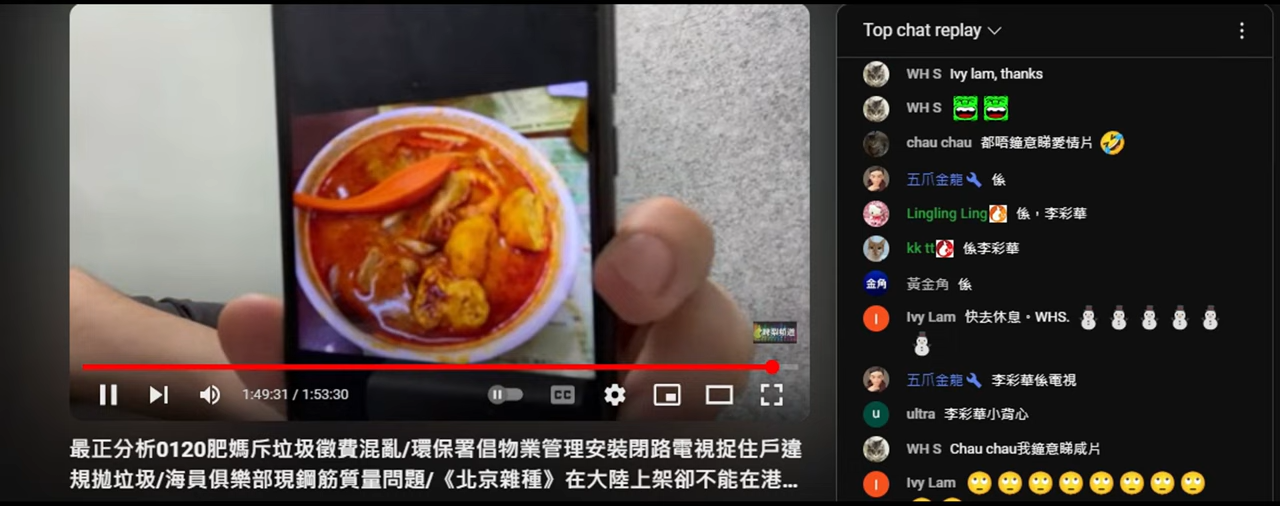 Top chat replay
WH S Ivy lam, thanks
WH S
chau chau 都唔鐘意睇愛情片
五爪金龍 係
Lingling Ling 係，李彩華
kk tt 係李彩華
金角 黃金角 係
I Ivy Lam 快去休息。WHS.
五爪金龍 李彩華係電視
u ultra 李彩華小背心
WH S Chau chau我鐘意睇咸片
I Ivy Lam
1:49:31 / 1:53:30
CC
最正分析0120肥媽斥垃圾徵費混亂/環保署倡物業管理安裝閉路電視捉住戶違
規拋垃圾/海員俱樂部現鋼筋質量問題/《北京雜種》在大陸上架卻不能在港...